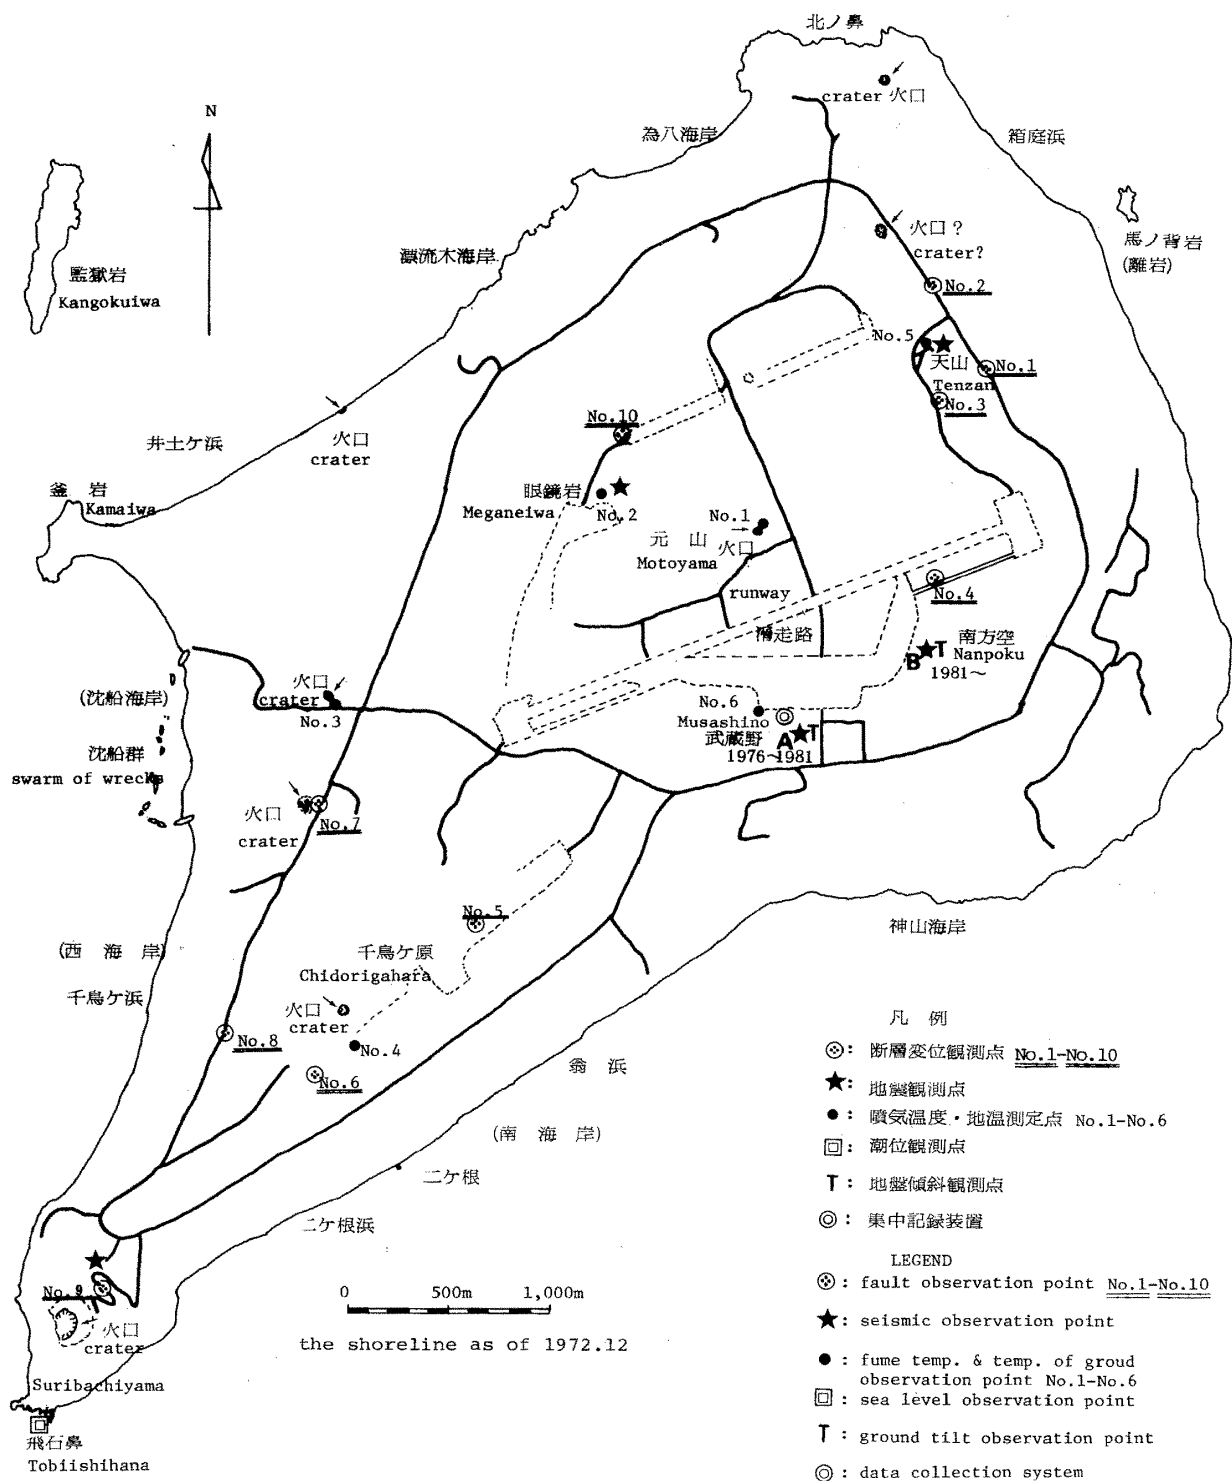 北ノ鼻
crater 火口
N
為八海岸
箱庭浜
火口?
crater?
漂流木海岸
馬ノ背岩
(離岩)
監獄岩
Kangokuiwa
No.2
No.5
天山
Tenzan
No.1
No.3
No.10
火口
crater
井土ケ浜
釜 岩
Kamaiwa
眼鏡岩
Meganeiwa
No.2
No.1
元 山 火口
Motoyama
runway
滑走路
No.4
南方空
B T Nanpoku
1981~
火口
crater
No.3
(沈船海岸)
沈船群
swarm of wrecks
No.6
Musashino
武蔵野
A T
1976~1981
火口
crater
No.7
No.5
神山海岸
(西 海 岸)
千鳥ケ浜
千鳥ケ原
Chidorigahara
火口
crater
No.4
No.8
No.6
翁 浜
(南 海 岸)
二ケ根
二ケ根浜
No.9
火口
crater
Suribachiyama
飛石鼻
Tobiishihana
0 500m 1,000m
the shoreline as of 1972.12
凡 例
: 断層変位観測点 No.1-No.10
★: 地震観測点
●: 噴気温度・地温測定点 No.1-No.6
: 潮位観測点
T: 地盤傾斜観測点
◎: 集中記録装置
LEGEND
: fault observation point No.1-No.10
★: seismic observation point
●: fume temp. & temp. of groud
observation point No.1-No.6
: sea level observation point
T: ground tilt observation point
◎: data collection system